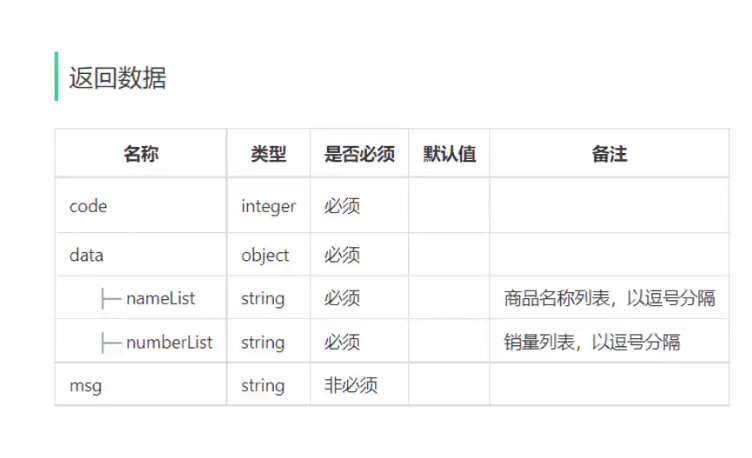 返回数据
名称 类型 是否必须 默认值 备注
code integer 必须
data object 必须
├─ nameList string 必须 商品名称列表，以逗号分隔
├─ numberList string 必须 销量列表，以逗号分隔
msg string 非必须